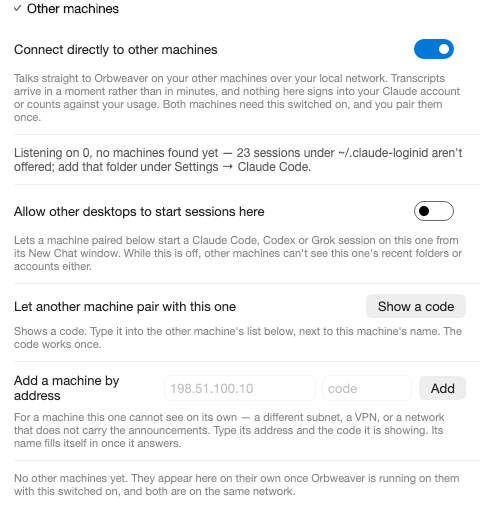 Other machines
Connect directly to other machines
Talks straight to Orbweaver on your other machines over your local network. Transcripts
arrive in a moment rather than in minutes, and nothing here signs into your Claude account
or counts against your usage. Both machines need this switched on, and you pair them
once.
Listening on 0, no machines found yet — 23 sessions under ~/.claude-loginid aren't
offered; add that folder under Settings → Claude Code.
Allow other desktops to start sessions here
Lets a machine paired below start a Claude Code, Codex or Grok session on this one from
its New Chat window. While this is off, other machines can't see this one's recent folders or
accounts either.
Let another machine pair with this one
Show a code
Shows a code. Type it into the other machine's list below, next to this machine's name. The
code works once.
Add a machine by
address
198.51.100.10
code
Add
For a machine this one cannot see on its own — a different subnet, a VPN, or a network
that does not carry the announcements. Type its address and the code it is showing. Its
name fills itself in once it answers.
No other machines yet. They appear here on their own once Orbweaver is running on them
with this switched on, and both are on the same network.